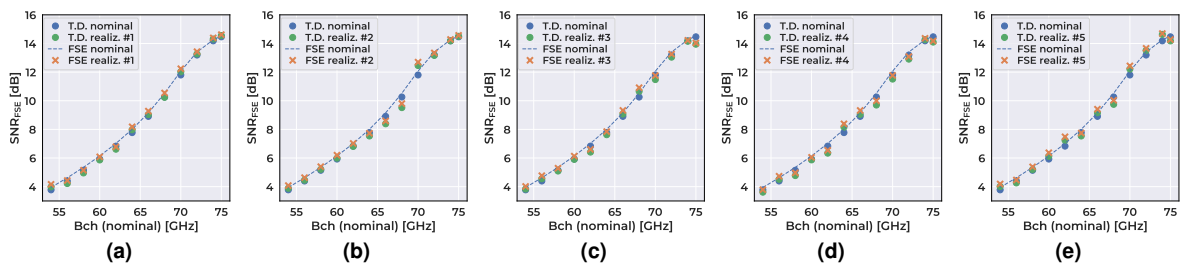 16
14
12
10
8
6
4
SNR_FSE [dB]
T.D. nominal
T.D. realiz. #1
FSE nominal
FSE realiz. #1
55 60 65 70 75
Bch (nominal) [GHz]
(a)
16
14
12
10
8
6
4
SNR_FSE [dB]
T.D. nominal
T.D. realiz. #2
FSE nominal
FSE realiz. #2
55 60 65 70 75
Bch (nominal) [GHz]
(b)
16
14
12
10
8
6
4
SNR_FSE [dB]
T.D. nominal
T.D. realiz. #3
FSE nominal
FSE realiz. #3
55 60 65 70 75
Bch (nominal) [GHz]
(c)
16
14
12
10
8
6
4
SNR_FSE [dB]
T.D. nominal
T.D. realiz. #4
FSE nominal
FSE realiz. #4
55 60 65 70 75
Bch (nominal) [GHz]
(d)
16
14
12
10
8
6
4
SNR_FSE [dB]
T.D. nominal
T.D. realiz. #5
FSE nominal
FSE realiz. #5
55 60 65 70 75
Bch (nominal) [GHz]
(e)